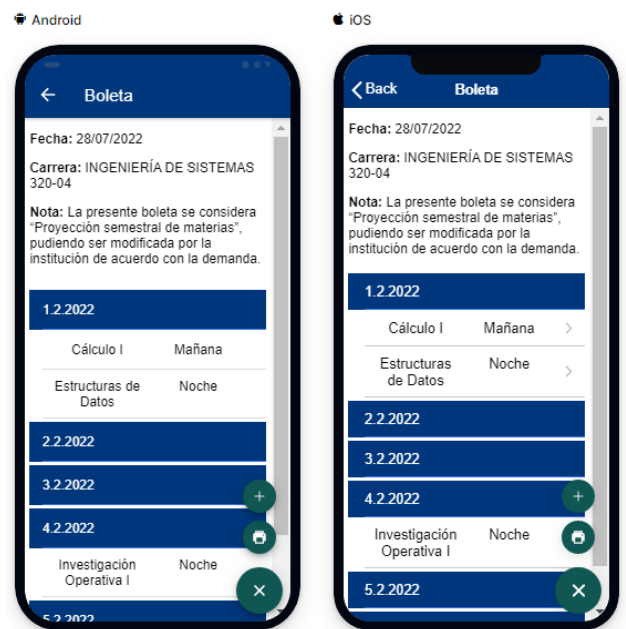 Android
Boleta
Fecha: 28/07/2022
Carrera: INGENIERÍA DE SISTEMAS
320-04
Nota: La presente boleta se considera
“Proyección semestral de materias”,
pudiendo ser modificada por la
institución de acuerdo con la demanda.
1.2.2022
Cálculo I Mañana
Estructuras de Noche
Datos
2.2.2022
3.2.2022
4.2.2022
Investigación Noche
Operativa I
5.2.2022
iOS
Back Boleta
Fecha: 28/07/2022
Carrera: INGENIERÍA DE SISTEMAS
320-04
Nota: La presente boleta se considera
“Proyección semestral de materias”,
pudiendo ser modificada por la
institución de acuerdo con la demanda.
1.2.2022
Cálculo I Mañana
Estructuras Noche
de Datos
2.2.2022
3.2.2022
4.2.2022
Investigación Noche
Operativa I
5.2.2022